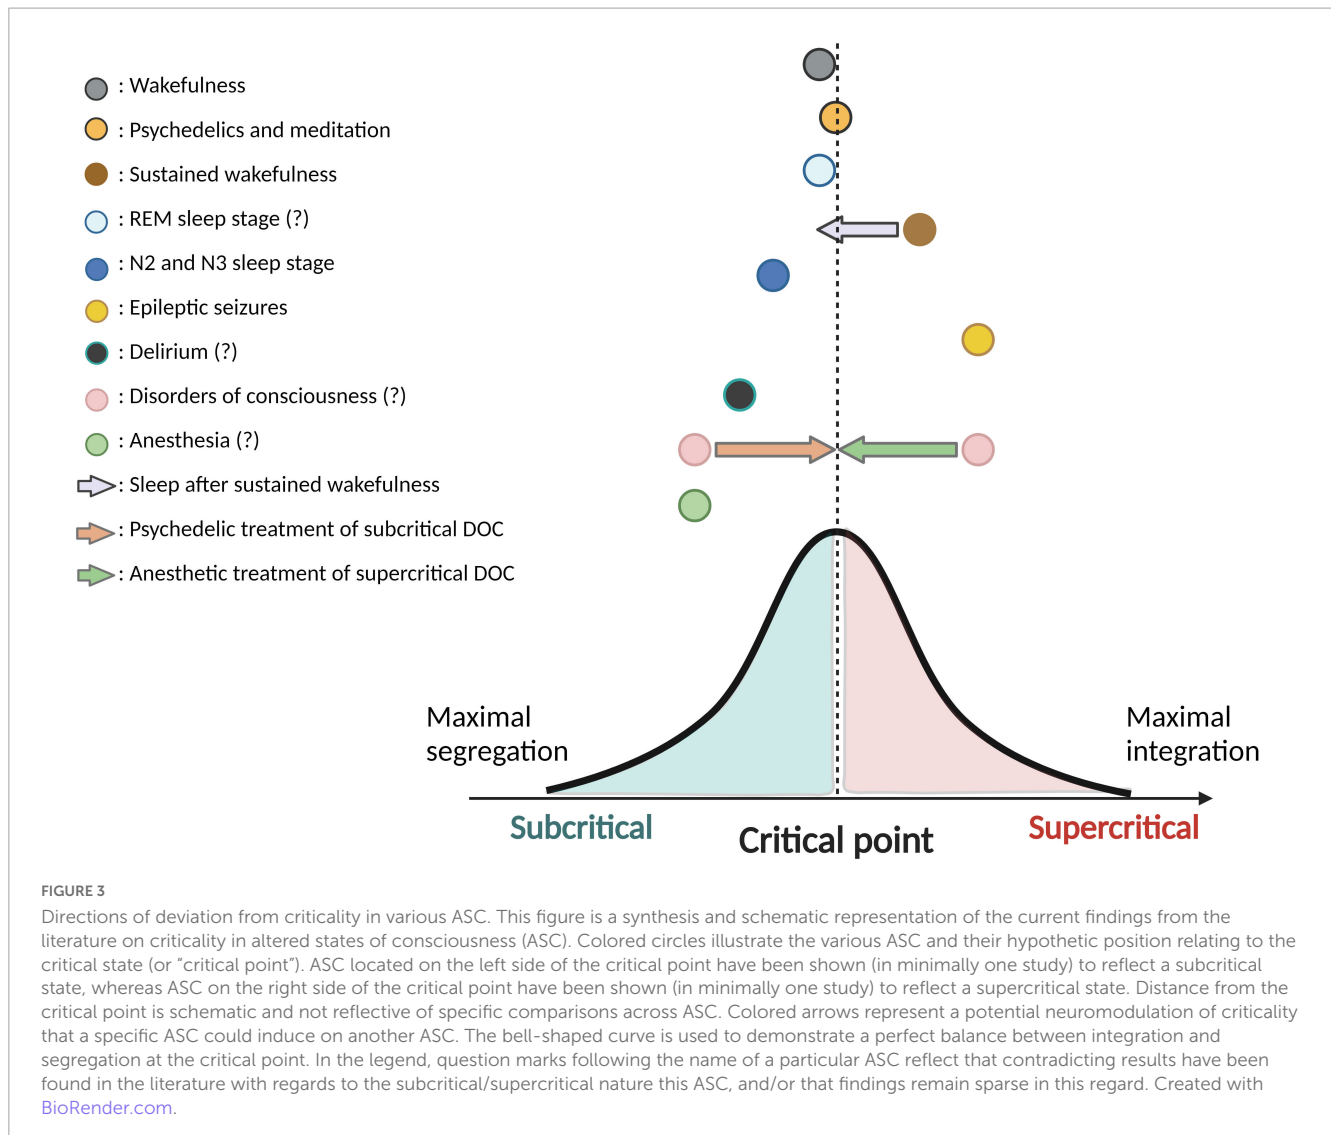 : Wakefulness
: Psychedelics and meditation
: Sustained wakefulness
: REM sleep stage (?)
: N2 and N3 sleep stage
: Epileptic seizures
: Delirium (?)
: Disorders of consciousness (?)
: Anesthesia (?)
: Sleep after sustained wakefulness
: Psychedelic treatment of subcritical DOC
: Anesthetic treatment of supercritical DOC
Maximal
segregation
Maximal
integration
Subcritical
Critical point
Supercritical
FIGURE 3
Directions of deviation from criticality in various ASC. This figure is a synthesis and schematic representation of the current findings from the
literature on criticality in altered states of consciousness (ASC). Colored circles illustrate the various ASC and their hypothetic position relating to the
critical state (or “critical point”). ASC located on the left side of the critical point have been shown (in minimally one study) to reflect a subcritical
state, whereas ASC on the right side of the critical point have been shown (in minimally one study) to reflect a supercritical state. Distance from the
critical point is schematic and not reflective of specific comparisons across ASC. Colored arrows represent a potential neuromodulation of criticality
that a specific ASC could induce on another ASC. The bell-shaped curve is used to demonstrate a perfect balance between integration and
segregation at the critical point. In the legend, question marks following the name of a particular ASC reflect that contradicting results have been
found in the literature with regards to the subcritical/supercritical nature this ASC, and/or that findings remain sparse in this regard. Created with
BioRender.com.